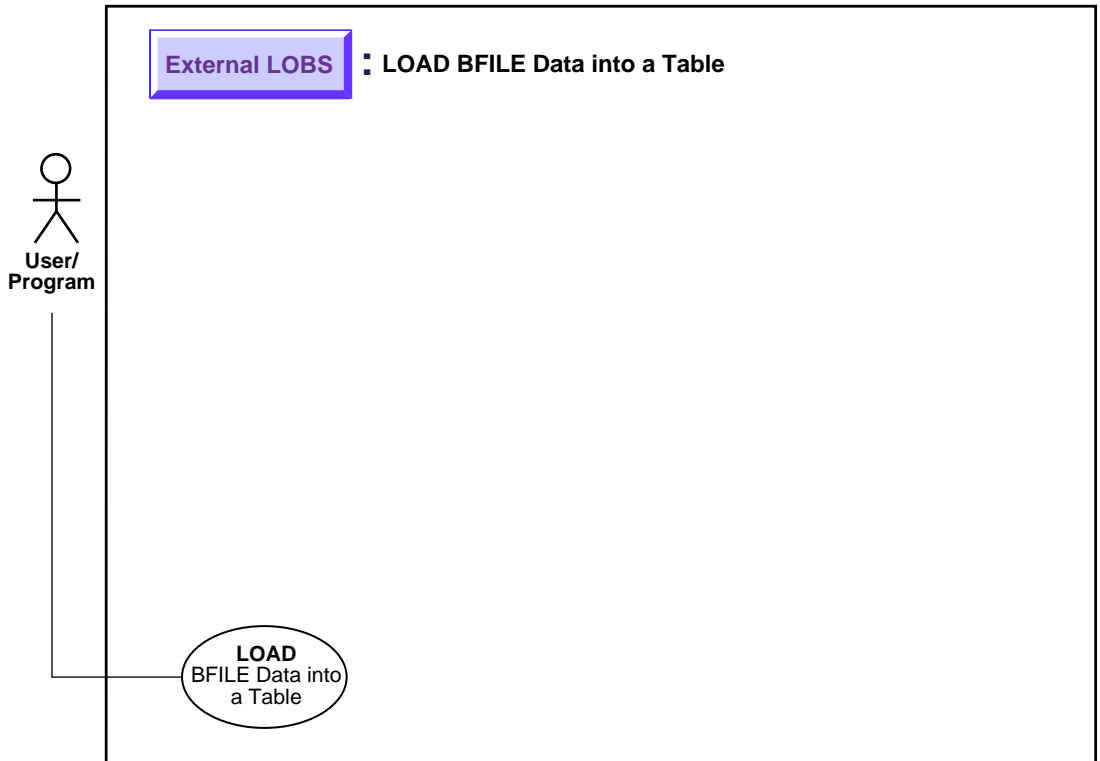 External LOBS : LOAD BFILE Data into a Table
User/
Program
LOAD
BFILE Data into
a Table